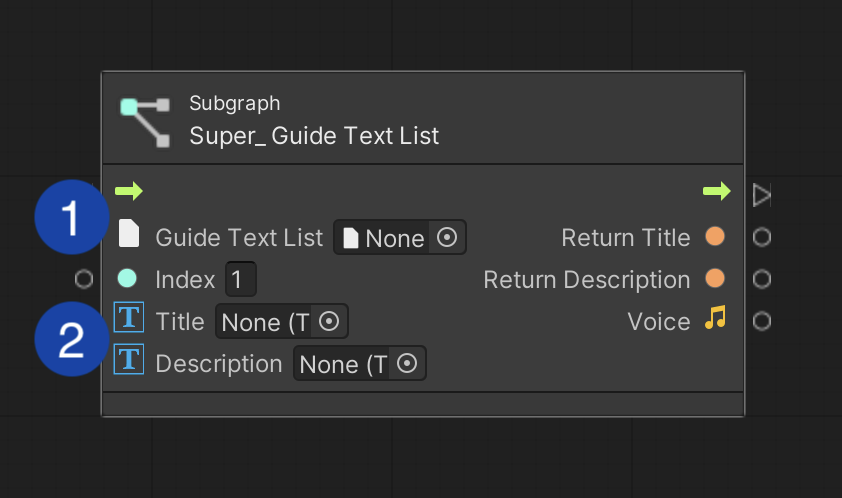 Subgraph
Super_ Guide Text List
1
Guide Text List None Return Title
Index 1 Return Description
2
T Title None (T Voice
T Description None (T